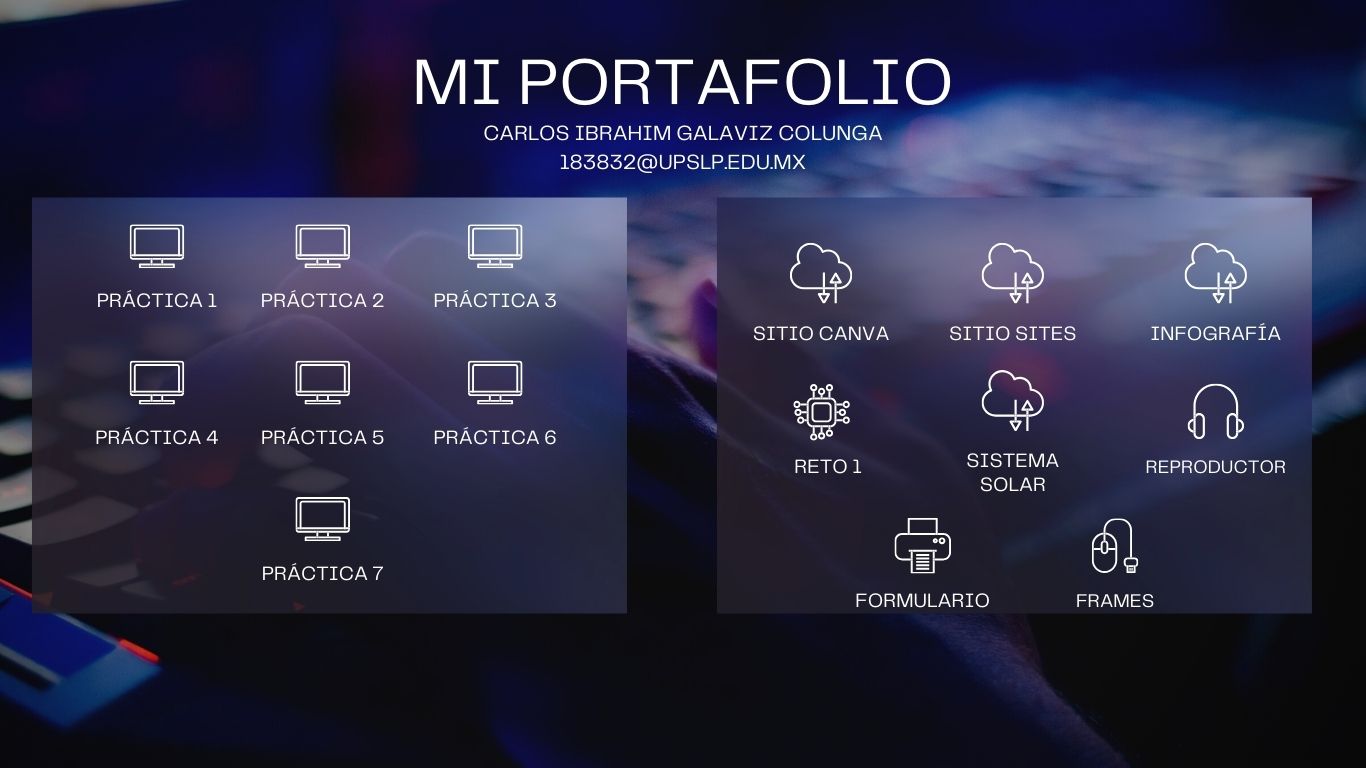 MI PORTAFOLIO
CARLOS IBRAHIM GALAVIZ COLUNGA
183832@UPSLP.EDU.MX
PRÁCTICA 1
PRÁCTICA 2
PRÁCTICA 3
PRÁCTICA 4
PRÁCTICA 5
PRÁCTICA 6
PRÁCTICA 7
SITIO CANVA
SITIO SITES
INFOGRAFÍA
RETO 1
SISTEMA
SOLAR
REPRODUCTOR
FORMULARIO
FRAMES